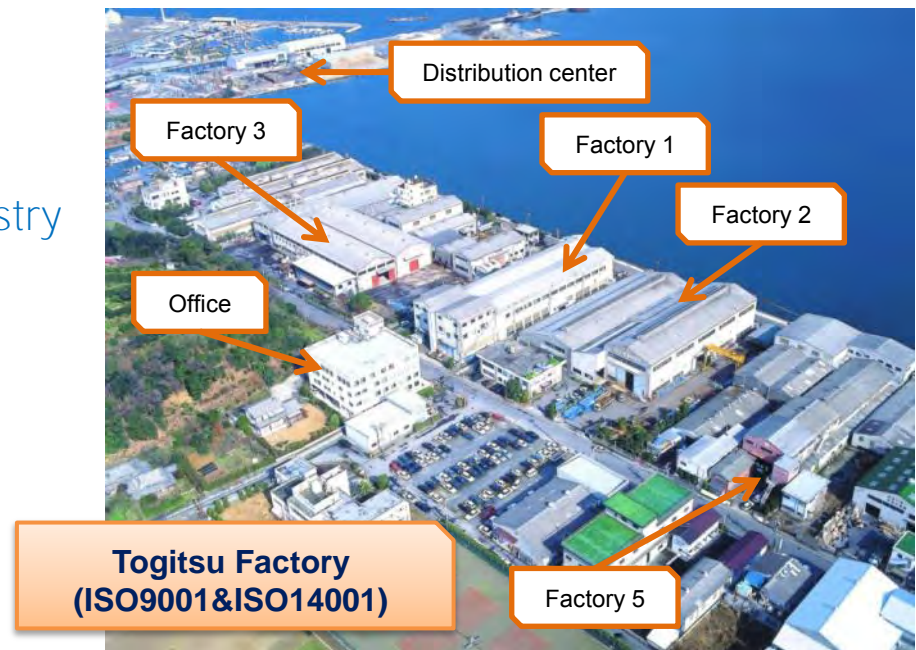 Distribution center
Factory 3
Factory 1
stry
Factory 2
Office
Togitsu Factory
(ISO9001&ISO14001)
Factory 5